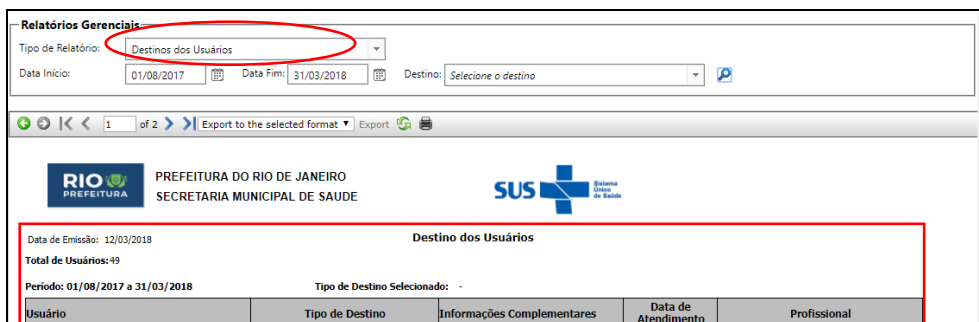 Relatórios Gerenciais
Tipo de Relatório: Destinos dos Usuários
Data Início: 01/08/2017 Data Fim: 31/03/2018 Destino: Selecione o destino
1 of 2 Export to the selected format Export
RIO PREFEITURA
PREFEITURA DO RIO DE JANEIRO
SECRETARIA MUNICIPAL DE SAUDE
SUS
Sistema
Único
de Saúde
Data de Emissão: 12/03/2018 Destino dos Usuários
Total de Usuários:49
Período: 01/08/2017 a 31/03/2018 Tipo de Destino Selecionado: -
Usuário Tipo de Destino Informações Complementares Data de Atendimento Profissional